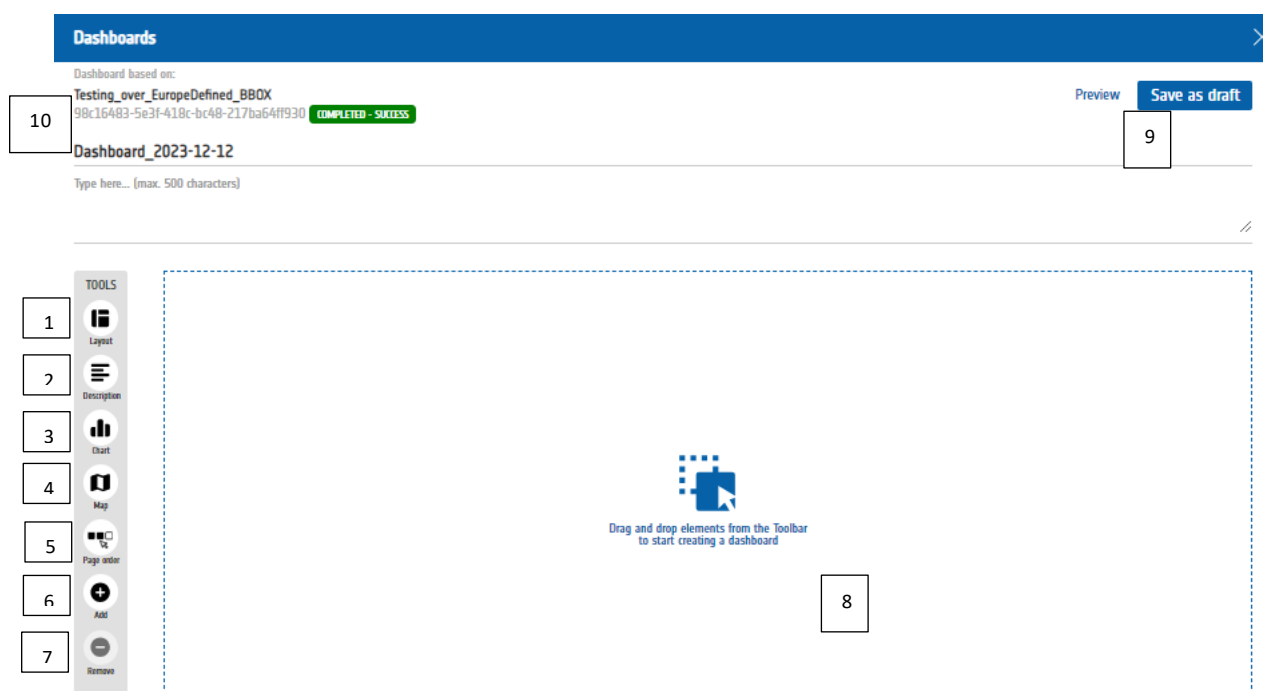 Dashboards
Dashboard based on:
Testing_over_EuropeDefined_BBOX
98c16483-5e3f-418c-bc48-217ba64ff930 COMPLETED - SUCCESS
Preview
Save as draft
10
9
Dashboard_2023-12-12
Type here... (max. 500 characters)
TOOLS
1
Layout
2
Description
3
Chart
4
Map
5
Page order
6
Add
7
Remove
Drag and drop elements from the Toolbar
to start creating a dashboard
8